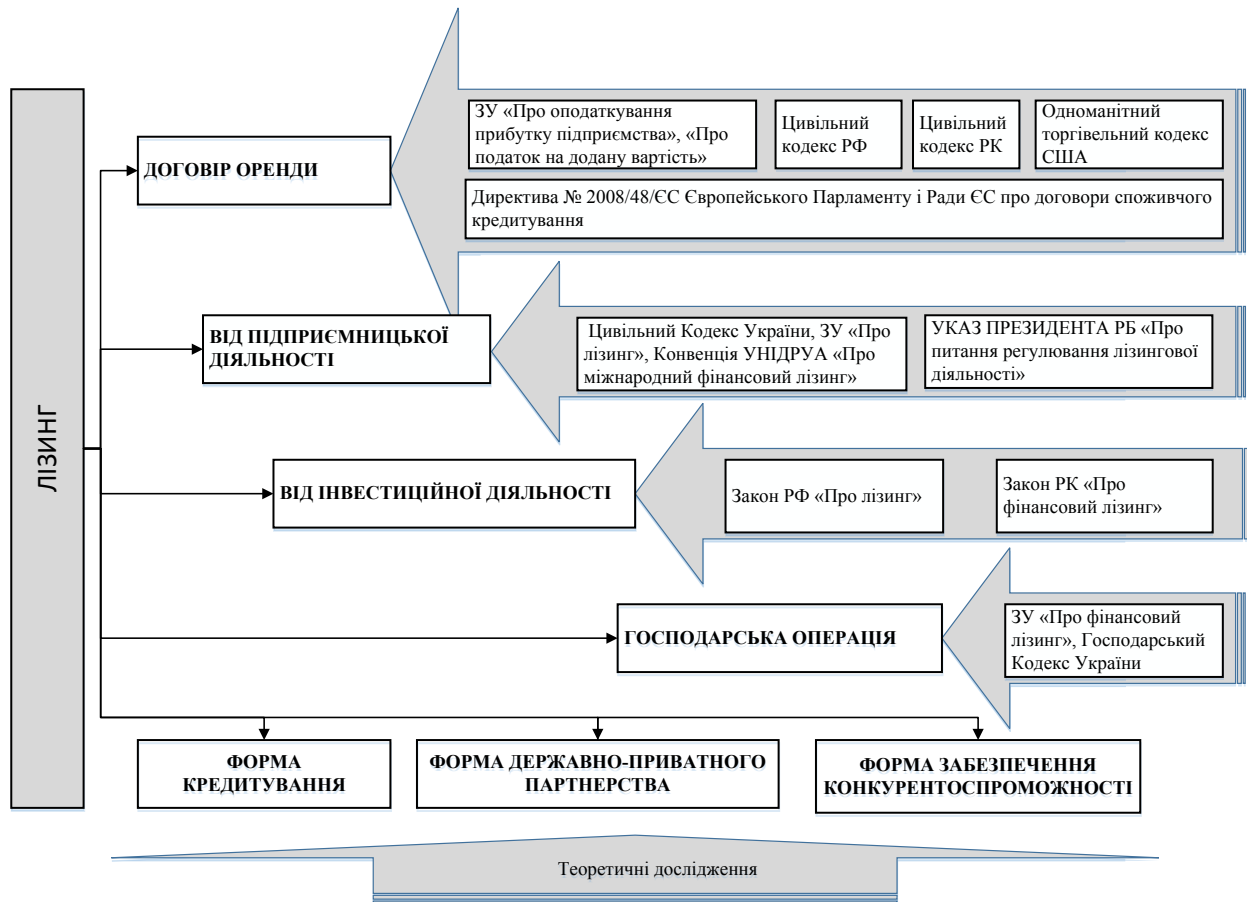 ЛІЗИНГ
ДОГОВІР ОРЕНДИ
ЗУ «Про оподаткування
прибутку підприємства», «Про
податок на додану вартість»
Цивільний
кодекс РФ
Цивільний
кодекс РК
Одноманітний
торгівельний кодекс
США
Директива № 2008/48/ЄС Європейського Парламенту і Ради ЄС про договори споживчого
кредитування
ВІД ПІДПРИЄМНИЦЬКОЇ
ДІЯЛЬНОСТІ
Цивільний Кодекс України, ЗУ «Про
лізинг», Конвенція УНІДРУА «Про
міжнародний фінансовий лізинг»
УКАЗ ПРЕЗИДЕНТА РБ «Про
питання регулювання лізингової
діяльності»
ВІД ІНВЕСТИЦІЙНОЇ ДІЯЛЬНОСТІ
Закон РФ «Про лізинг»
Закон РК «Про
фінансовий лізинг»
ГОСПОДАРСЬКА ОПЕРАЦІЯ
ЗУ «Про фінансовий
лізинг», Господарський
Кодекс України
ФОРМА
КРЕДИТУВАННЯ
ФОРМА ДЕРЖАВНО-ПРИВАТНОГО
ПАРТНЕРСТВА
ФОРМА ЗАБЕЗПЕЧЕННЯ
КОНКУРЕНТОСПРОМОЖНОСТІ
Теоретичні дослідження